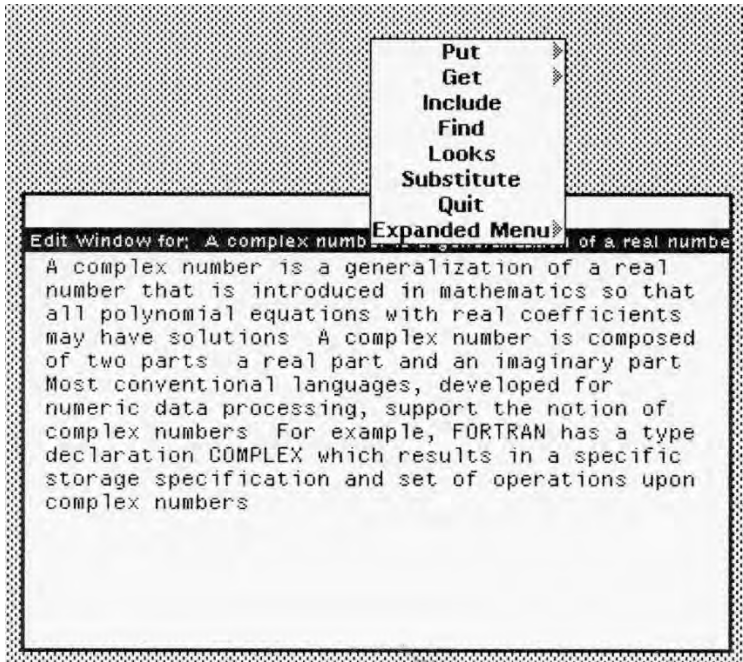 Put
Get
Include
Find
Looks
Substitute
Quit
Expanded Menu
Edit Window for: A complex numb of a real numbe
A complex number is a generalization of a real
number that is introduced in mathematics so that
all polynomial equations with real coefficients
may have solutions A complex number is composed
of two parts a real part and an imaginary part
Most conventional languages, developed for
numeric data processing, support the notion of
complex numbers For example, FORTRAN has a type
declaration COMPLEX which results in a specific
storage specification and set of operations upon
complex numbers